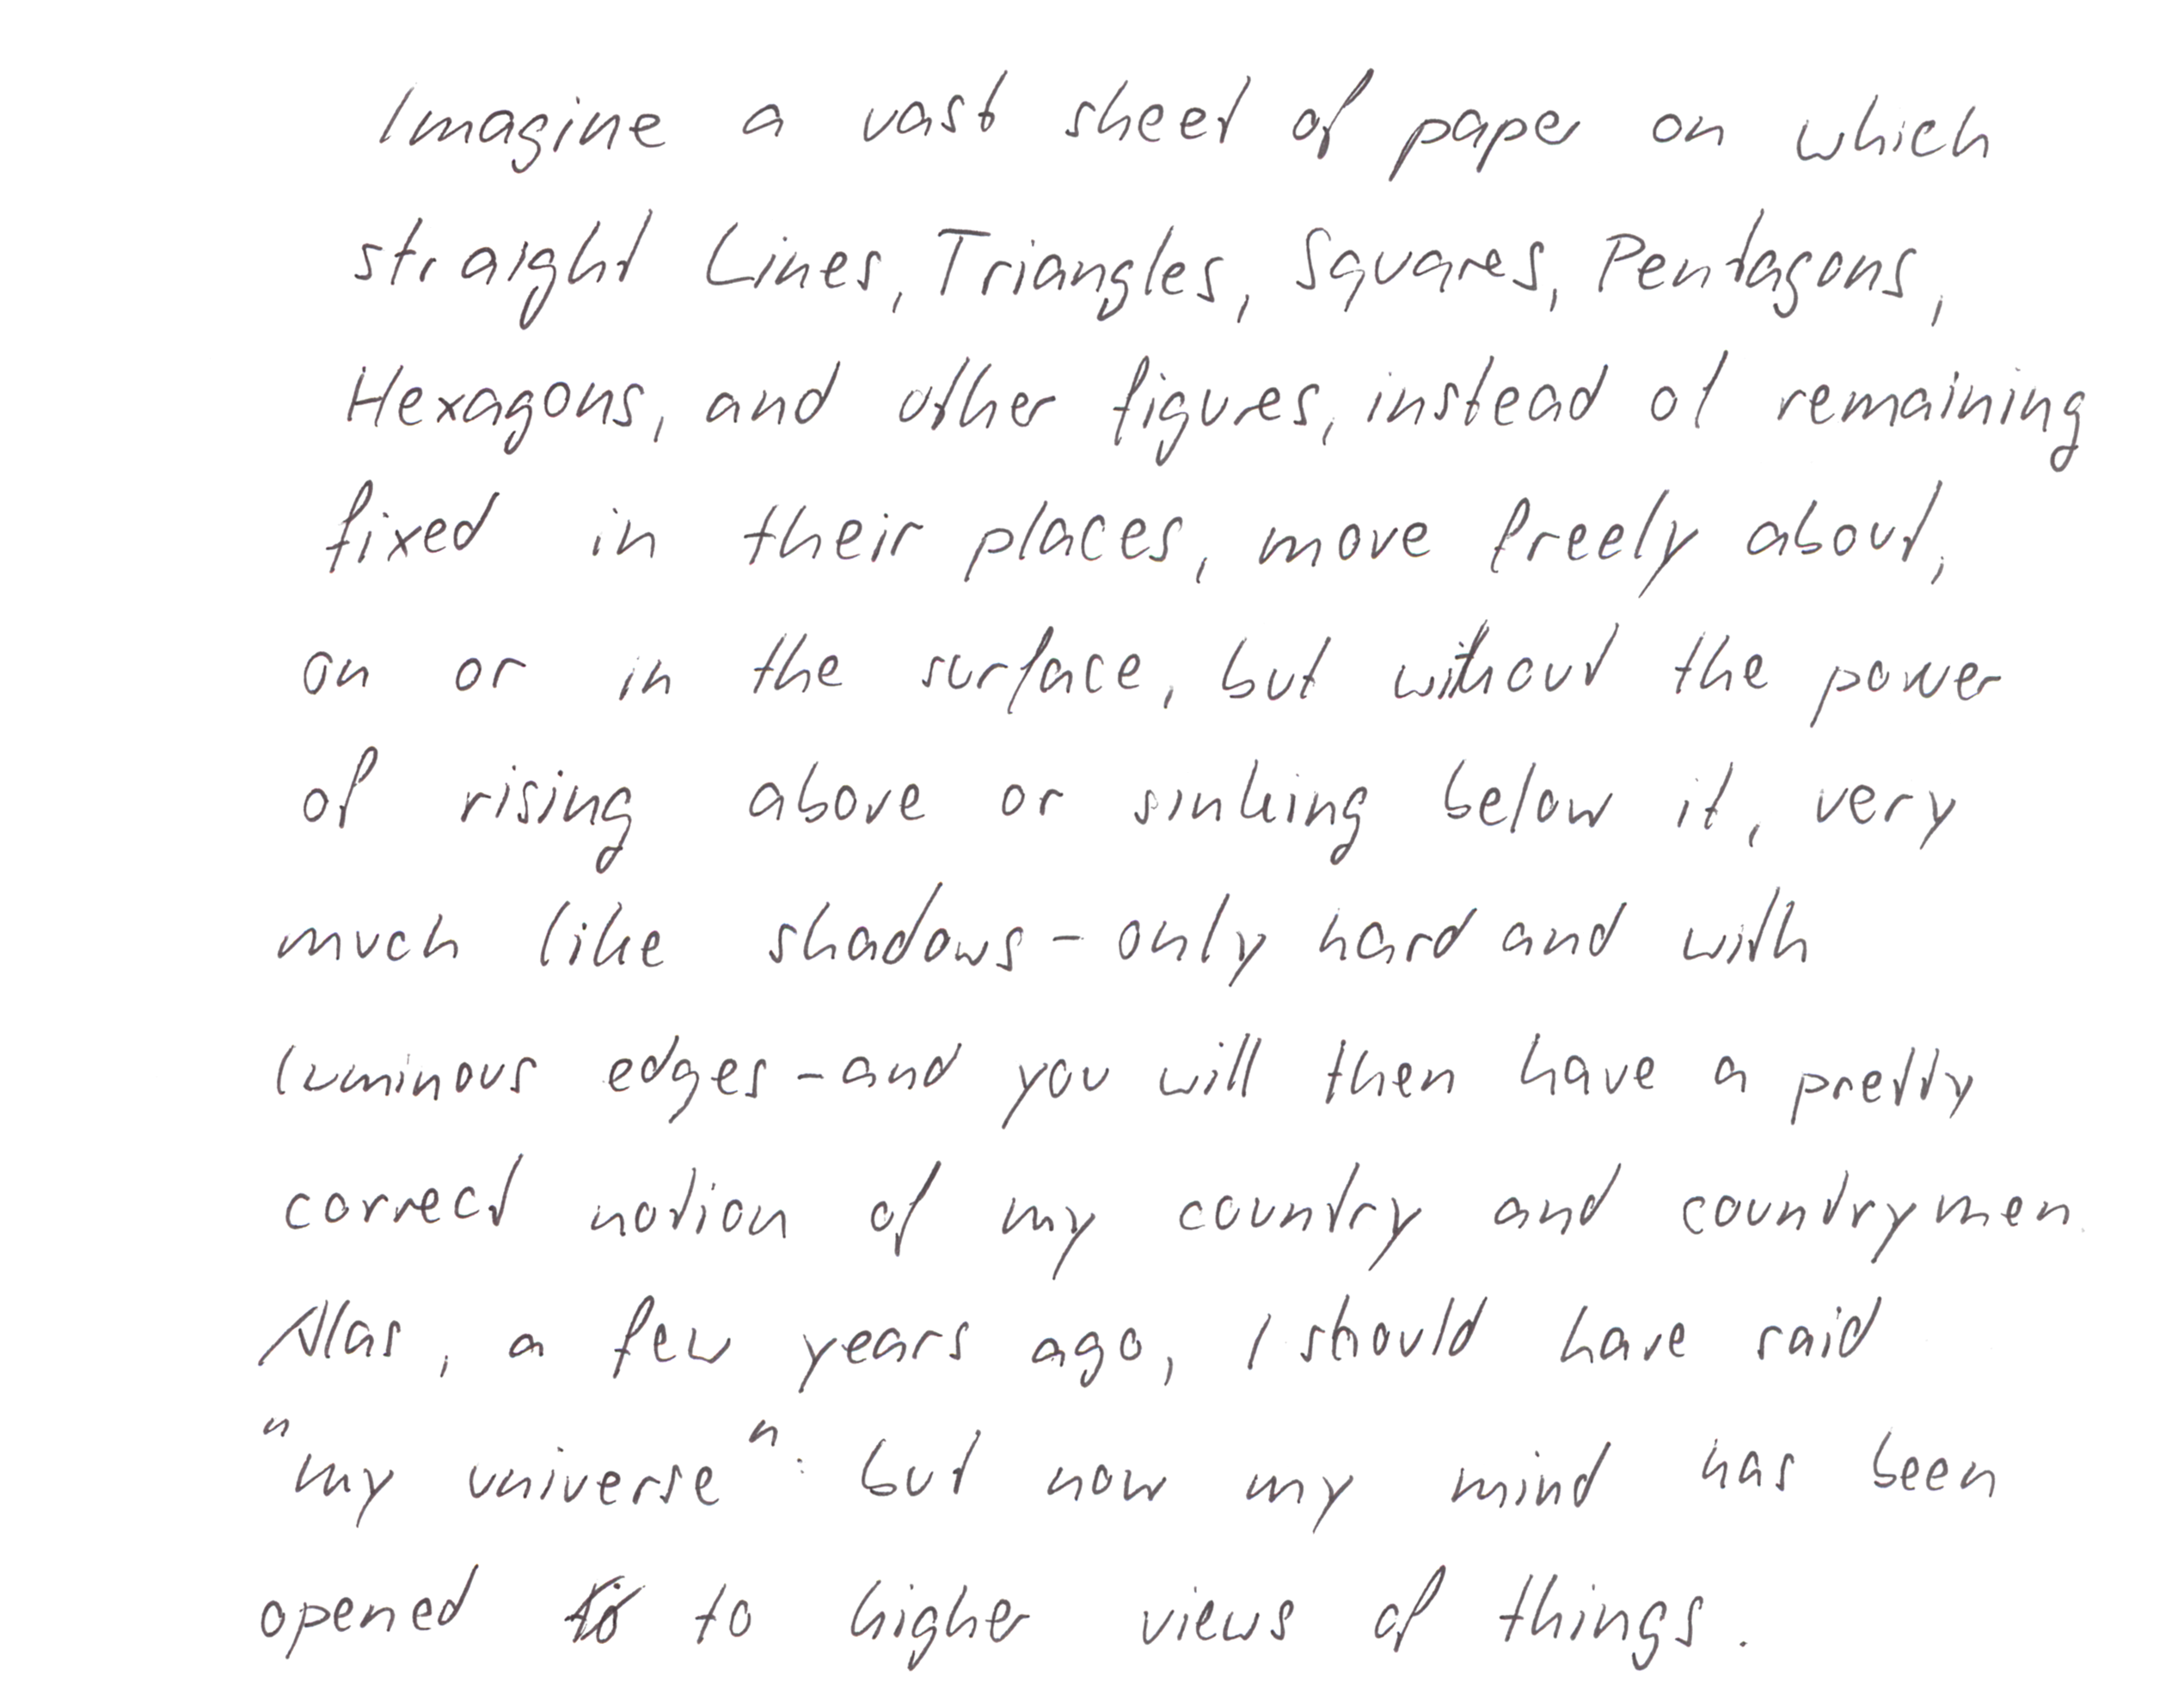 Imagine a vast sheet of paper on which
straight Lines, Triangles, Squares, Pentagons,
Hexagons, and other figures, instead of remaining
fixed in their places, move freely about,
on or in the surface, but without the power
of rising above or sinking below it, very
much like shadows - only hard and with
luminous edges - and you will then have a pretty
correct notion of my country and countrymen.
Alas, a few years ago, I should have said
"my universe": but now my mind has been
opened to higher views of things.